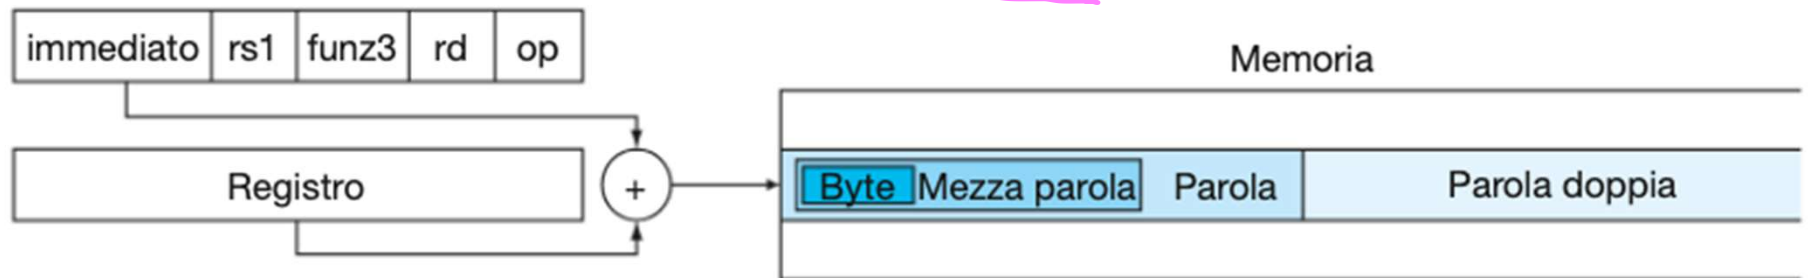 immediato rs1 funz3 rd op
Memoria
Registro + Byte Mezza parola Parola Parola doppia